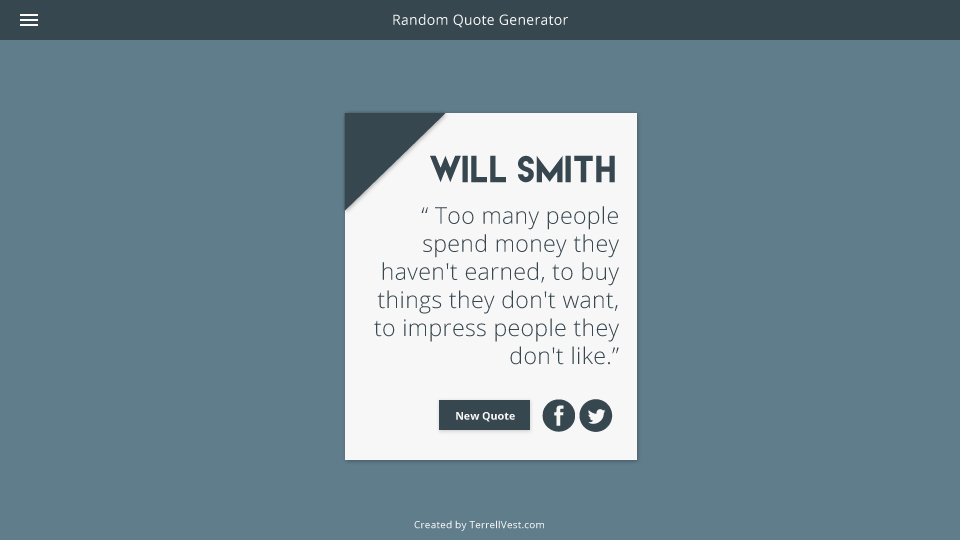 Random Quote Generator
WILL SMITH
“ Too many people
spend money they
haven't earned, to buy
things they don't want,
to impress people they
don't like.”
New Quote
Created by TerrellVest.com